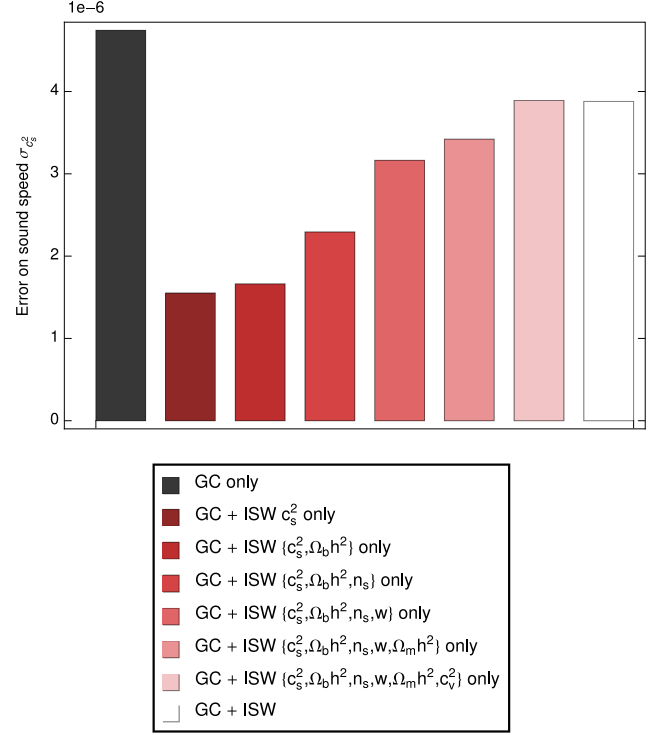 1e-6
4
3
2
1
0
Error on sound speed σ_{c_s^2}
GC only
GC + ISW c_s^2 only
GC + ISW {c_s^2,Ω_bh^2} only
GC + ISW {c_s^2,Ω_bh^2,n_s} only
GC + ISW {c_s^2,Ω_bh^2,n_s,w} only
GC + ISW {c_s^2,Ω_bh^2,n_s,w,Ω_mh^2} only
GC + ISW {c_s^2,Ω_bh^2,n_s,w,Ω_mh^2,c_v^2} only
GC + ISW